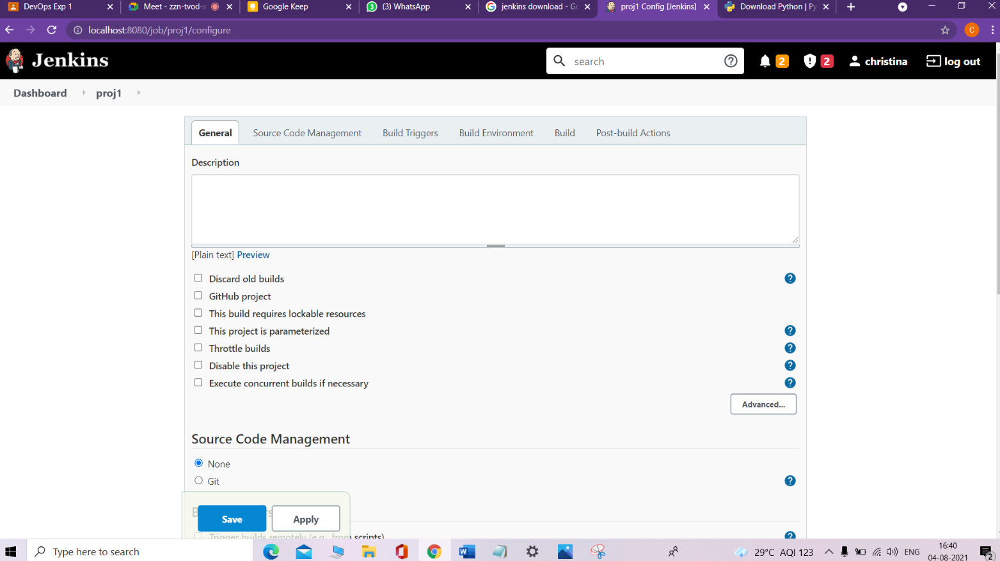 DevOps Exp 1
Meet - zzn-tvod-
Google Keep
3 (3) WhatsApp
jenkins download - Go
proj1 Config [Jenkins]
Download Python | Py
localhost:8080/job/proj1/configure
C
Jenkins
search
2
2
christina
log out
Dashboard
proj1
General
Source Code Management
Build Triggers
Build Environment
Build
Post-build Actions
Description
[Plain text] Preview
Discard old builds
GitHub project
This build requires lockable resources
This project is parameterized
Throttle builds
Disable this project
Execute concurrent builds if necessary
Advanced...
Source Code Management
None
Git
Save
Apply
Trigger builds remotely (e.g., from scripts)
Type here to search
29°C AQI 123
ENG
16:40
04-08-2021
2